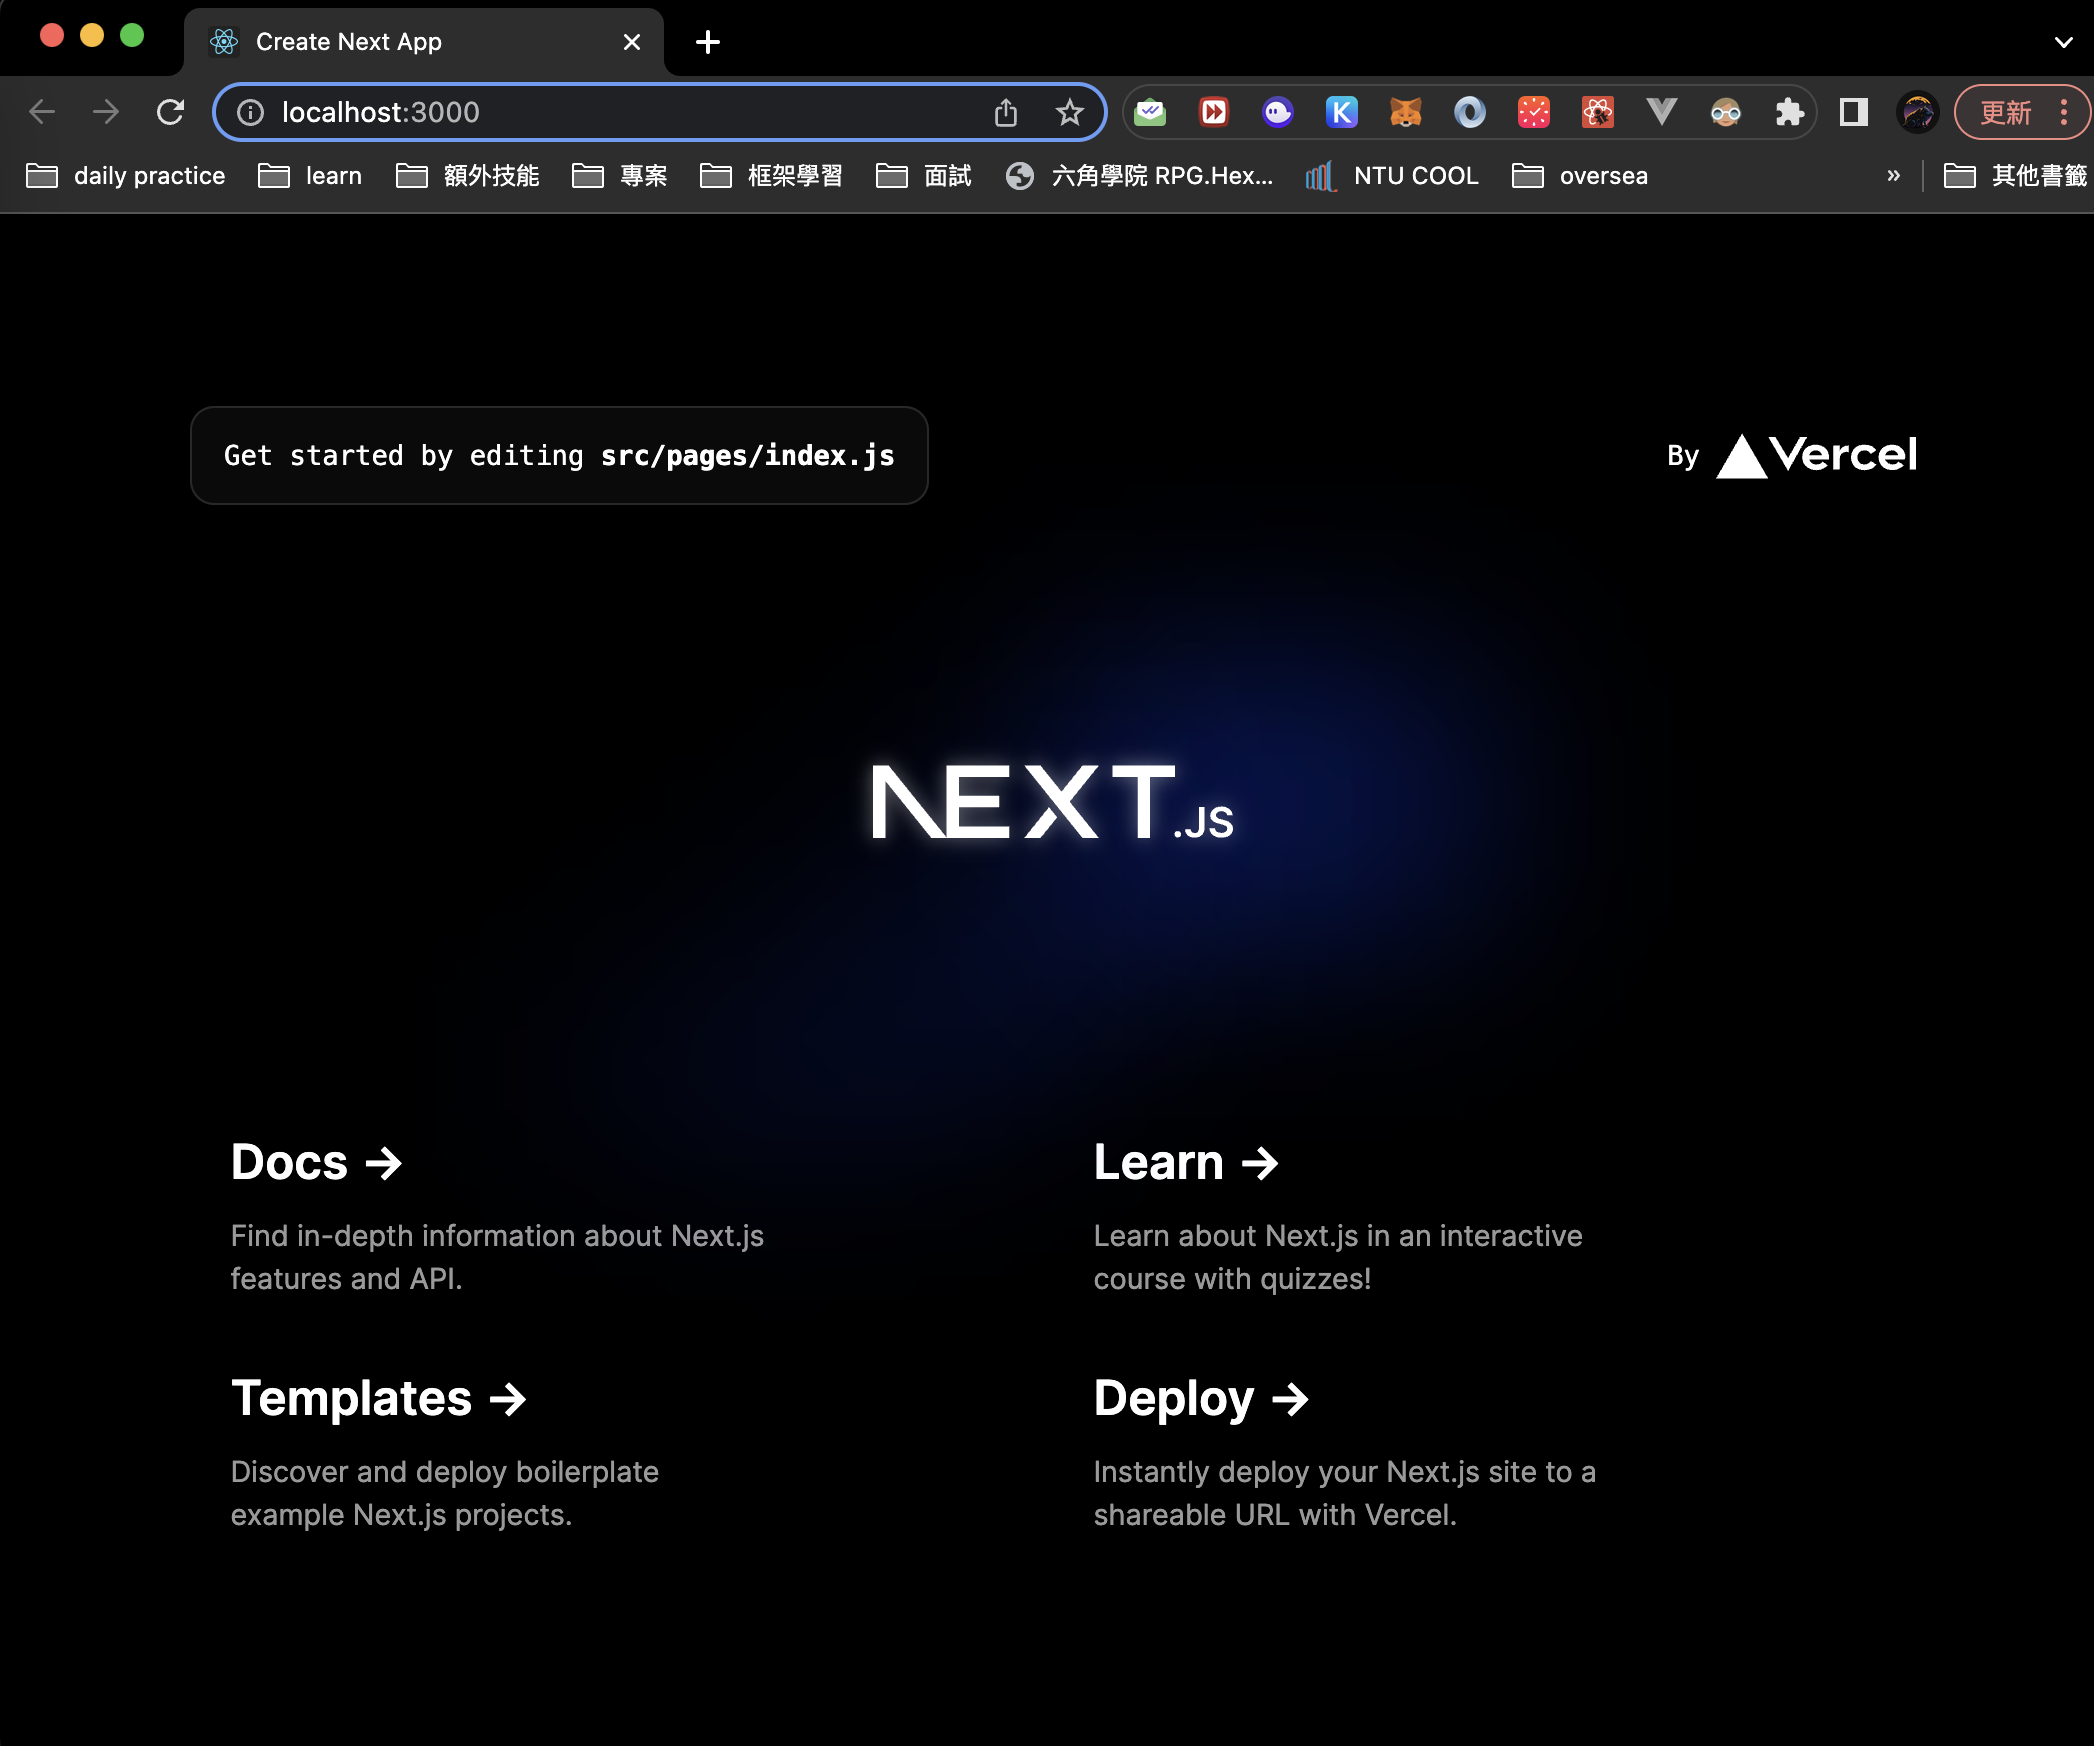 Create Next App
localhost:3000
更新
daily practice
learn
額外技能
專案
框架學習
面試
六角學院 RPG.Hex...
NTU COOL
oversea
»
其他書籤
Get started by editing src/pages/index.js
By Vercel
NEXT.JS
Docs →
Learn →
Find in-depth information about Next.js
features and API.
Learn about Next.js in an interactive
course with quizzes!
Templates →
Deploy →
Discover and deploy boilerplate
example Next.js projects.
Instantly deploy your Next.js site to a
shareable URL with Vercel.